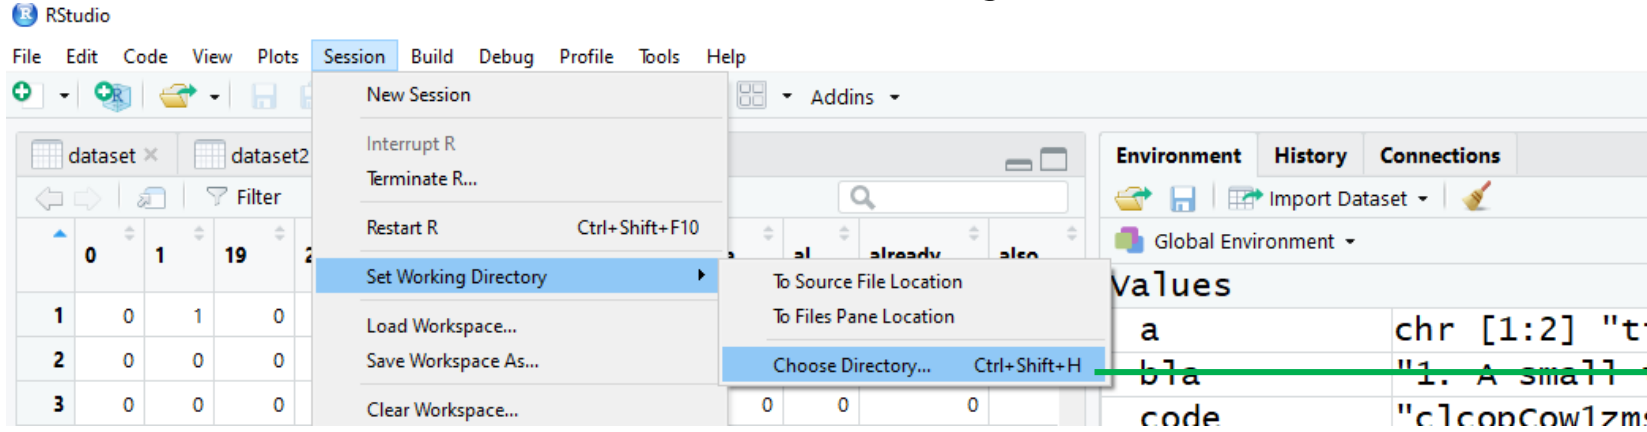 RStudio
File Edit Code View Plots Session Build Debug Profile Tools Help
New Session
Addins
Interrupt R
dataset dataset2
Environment History Connections
Terminate R...
Filter
Import Dataset
Restart R Ctrl+Shift+F10
0 1 19 al already also
Global Environment
Set Working Directory
To Source File Location
Values
1 0 1 0
Load Workspace...
To Files Pane Location
a chr [1:2]
2 0 0 0
Save Workspace As...
Choose Directory... Ctrl+Shift+H
bla "1. A small
3 0 0 0
Clear Workspace...
0 0 0
code "clcopCow1zms